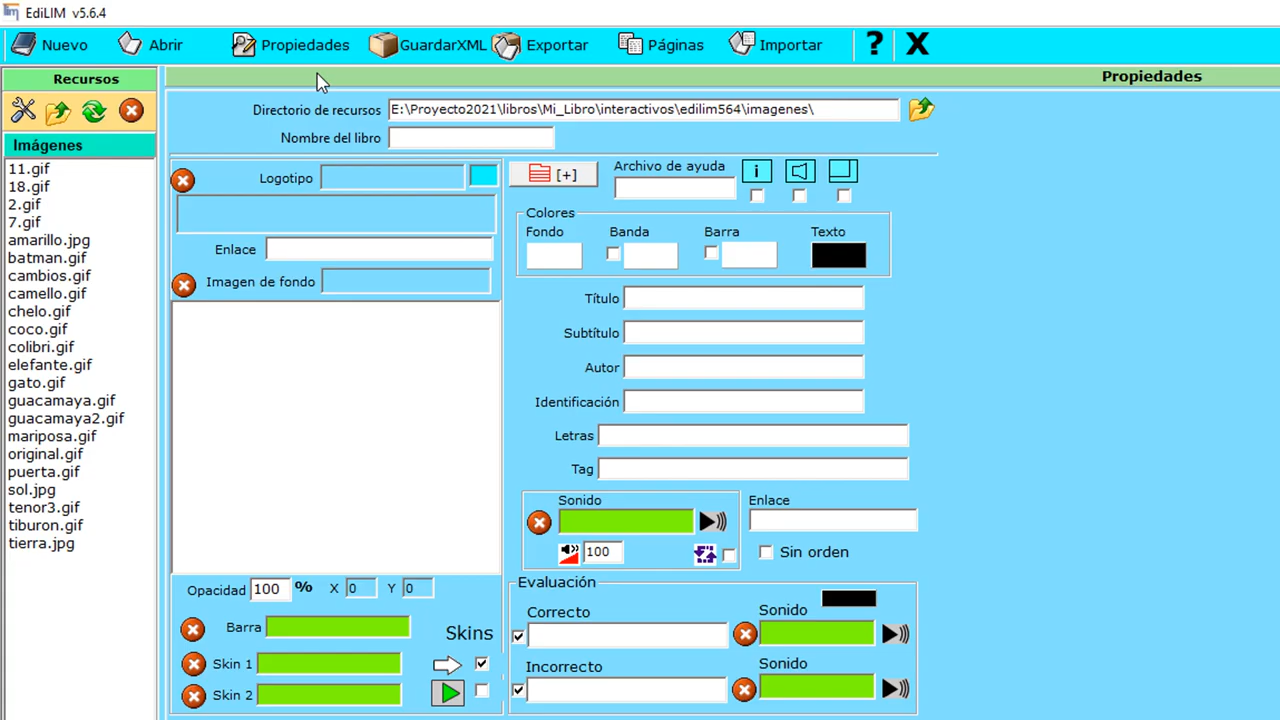 EdiLIM v5.6.4
Nuevo
Abrir
Propiedades
GuardarXML
Exportar
Páginas
Importar
?
X
Recursos
Propiedades
Directorio de recursos
E:\Proyecto2021\libros\Mi_Libro\interactivos\edilim564\imagenes\
Nombre del libro
Imágenes
11.gif
18.gif
2.gif
7.gif
amarillo.jpg
batman.gif
cambios.gif
camello.gif
chelo.gif
coco.gif
colibri.gif
elefante.gif
gato.gif
guacamaya.gif
guacamaya2.gif
mariposa.gif
original.gif
puerta.gif
sol.jpg
tenor3.gif
tiburon.gif
tierra.jpg
Logotipo
Enlace
Imagen de fondo
Opacidad 100 % X 0 Y 0
Barra
Skins
Skin 1
Skin 2
[+]
Archivo de ayuda
i
Colores
Fondo
Banda
Barra
Texto
Título
Subtítulo
Autor
Identificación
Letras
Tag
Sonido
100
Enlace
Sin orden
Evaluación
Correcto
Sonido
Incorrecto
Sonido